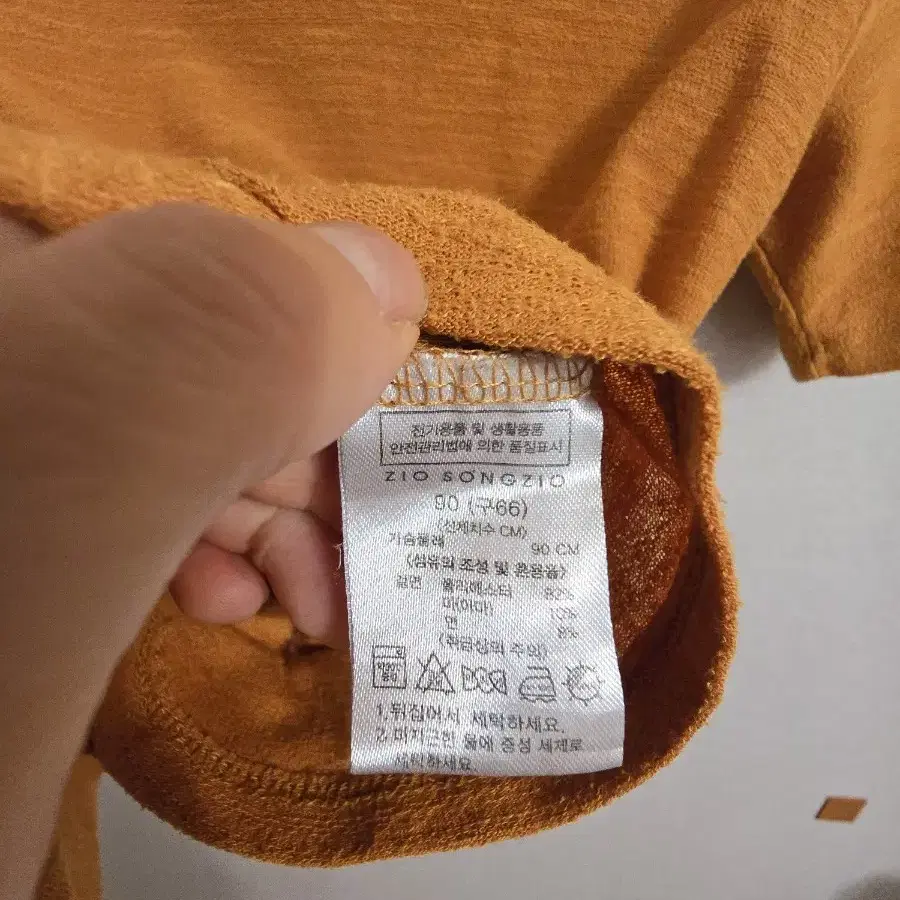 전기용품 및 생활용품
안전관리법에 의한 품질표시
ZIO SONGZIO
90 (구66)
(신체치수 CM)
가슴둘레 90 CM
(섬유의 조성 및 혼용율)
겉면 폴리에스터 82%
마(아마) 10%
면 8%
(취급상의 주의)
1.뒤집어서 세탁하세요.
2.미지근한 물에 중성 세제로
세탁하세요